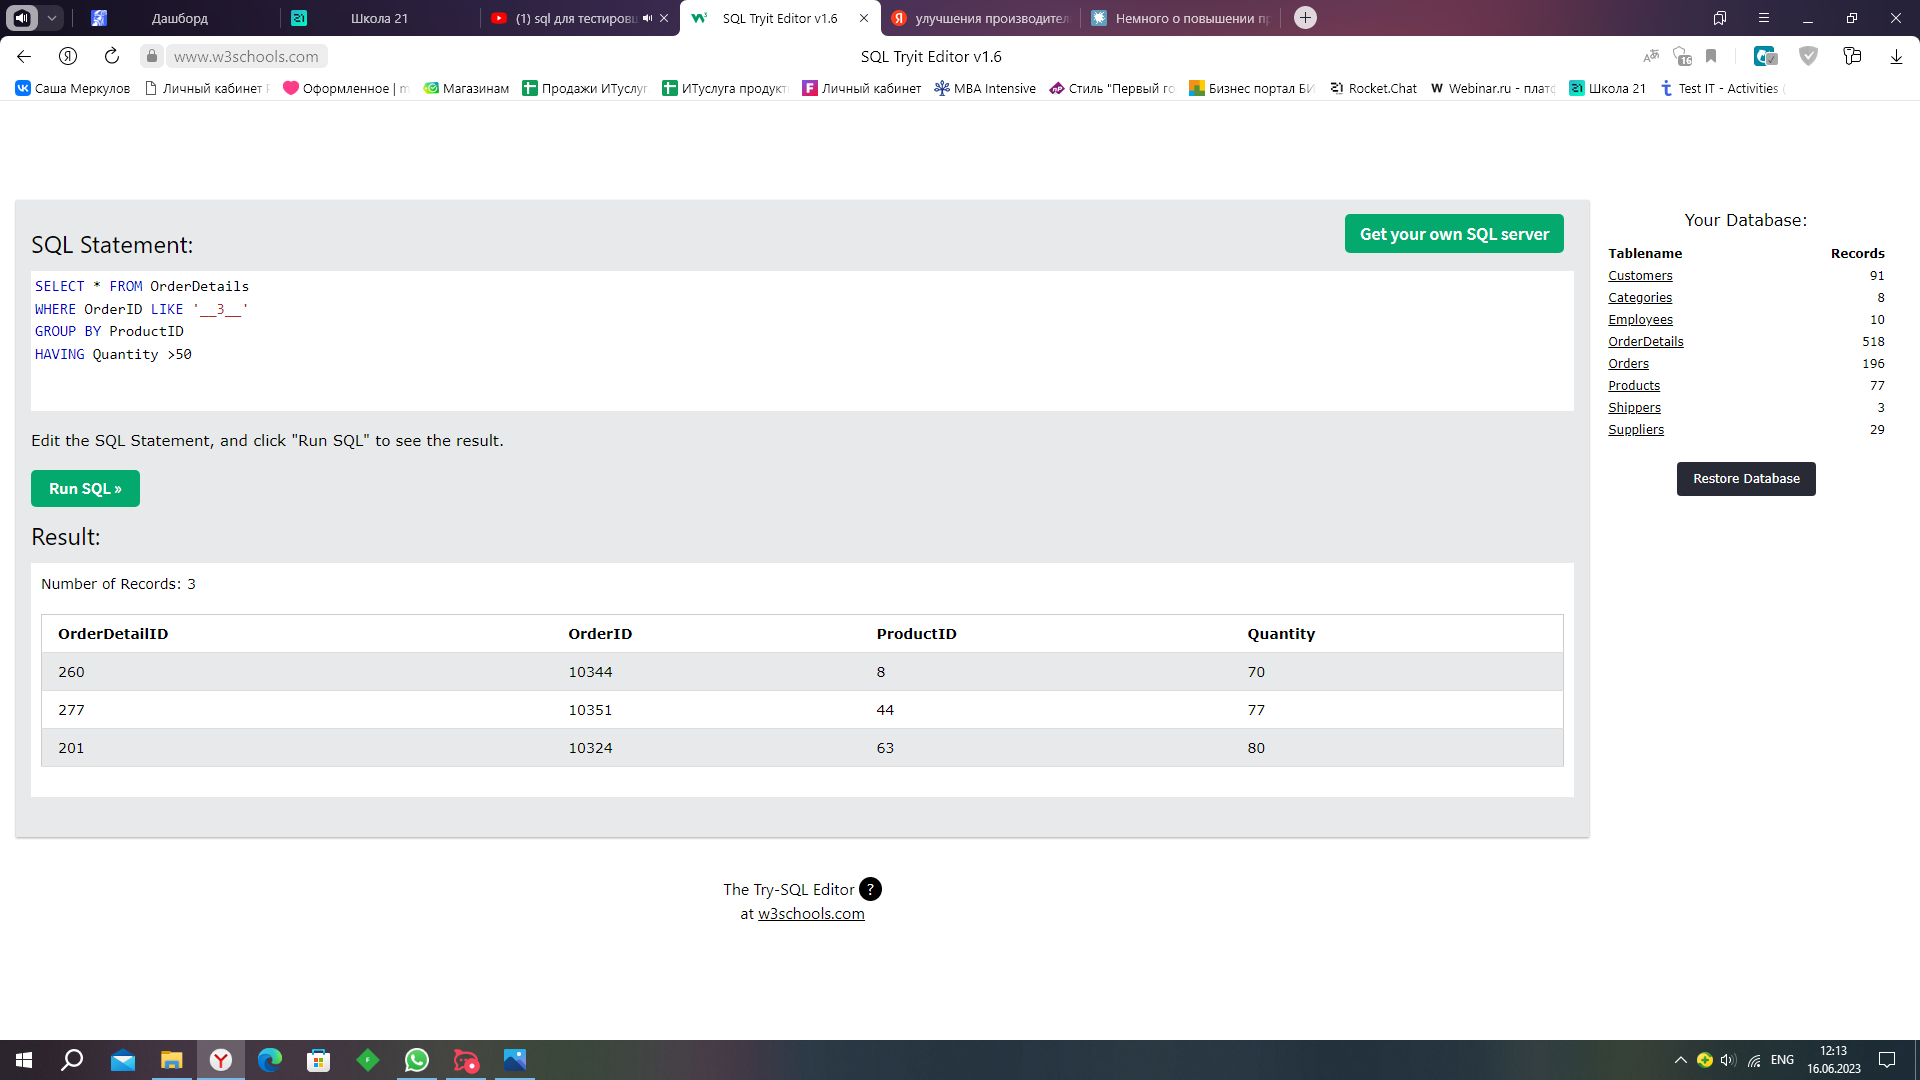 Дашборд
Школа 21
(1) sql для тестировщ
SQL Tryit Editor v1.6
улучшения производител
Немного о повышении пр
www.w3schools.com
SQL Tryit Editor v1.6
16
Саша Меркулов
Личный кабинет
Оформленное | m
Магазинам
Продажи ИТуслуг
ИТуслуга продукт
Личный кабинет
MBA Intensive
Стиль "Первый го
Бизнес портал БИ
Rocket.Chat
Webinar.ru - платф
Школа 21
Test IT - Activities
SQL Statement:
Get your own SQL server
SELECT * FROM OrderDetails
WHERE OrderID LIKE '__3__'
GROUP BY ProductID
HAVING Quantity >50
Edit the SQL Statement, and click "Run SQL" to see the result.
Run SQL »
Result:
Number of Records: 3
OrderDetailID OrderID ProductID Quantity
260 10344 8 70
277 10351 44 77
201 10324 63 80
Your Database:
Tablename Records
Customers 91
Categories 8
Employees 10
OrderDetails 518
Orders 196
Products 77
Shippers 3
Suppliers 29
Restore Database
The Try-SQL Editor ?
at w3schools.com
ENG
12:13
16.06.2023